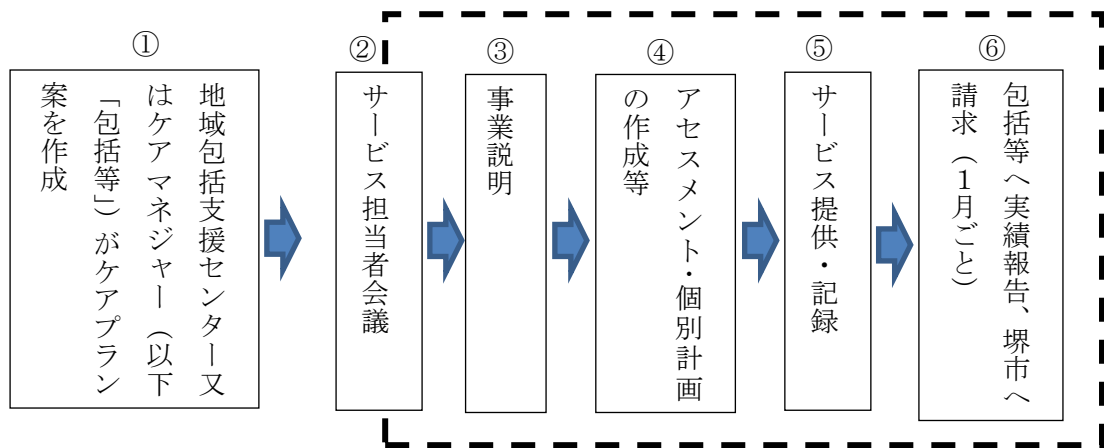 ①
地域包括支援センター又
はケアマネジャー（以下
「包括等」）がケアプラン
案を作成
②
サービス担当者会議
③
事業説明
④
アセスメント・個別計画
の作成等
⑤
サービス提供・記録
⑥
包括等へ実績報告、堺市へ
請求（１月ごと）